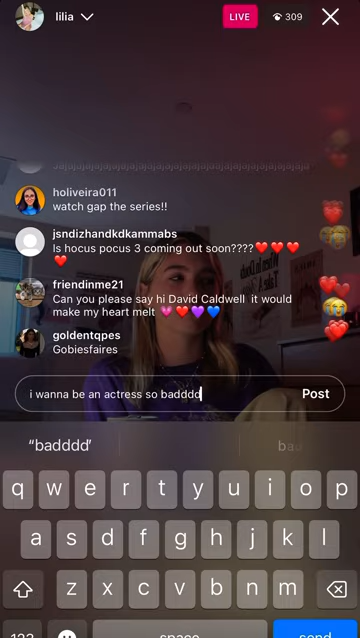 lilia
LIVE
309
holiveira011
watch gap the series!!
jsndizhandkdkammabs
Is hocus pocus 3 coming out soon????❤️❤️❤️
❤️
friendinme21
Can you please say hi David Caldwell it would
make my heart melt 💗❤️💜💙
goldentqpes
Gobiesfaires
i wanna be an actress so badddd
Post
“badddd”
q w e r t y u i o p
a s d f g h j k l
z x c v b n m
123
space
send